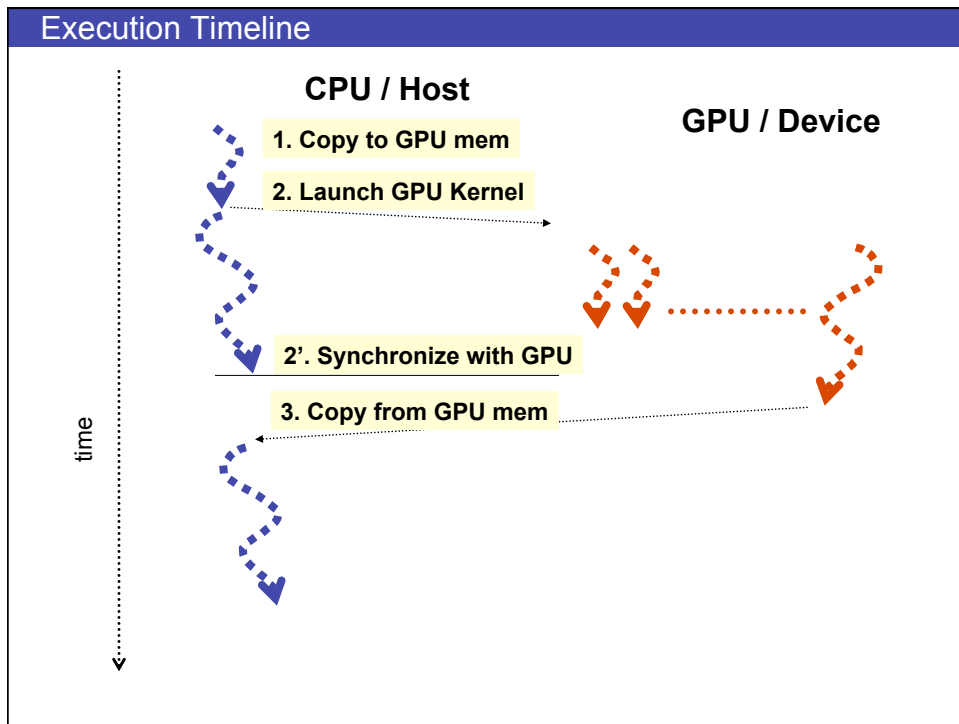 Execution Timeline
CPU / Host
GPU / Device
1. Copy to GPU mem
2. Launch GPU Kernel
2'. Synchronize with GPU
3. Copy from GPU mem
time